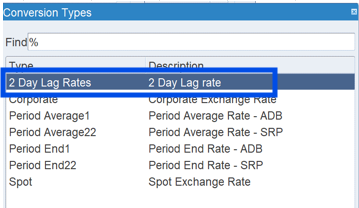 Conversion Types
Find %
Type Description
2 Day Lag Rates 2 Day Lag rate
Corporate Corporate Exchange Rate
Period Average1 Period Average Rate - ADB
Period Average22 Period Average Rate - SRP
Period End1 Period End Rate - ADB
Period End22 Period End Rate - SRP
Spot Spot Exchange Rate